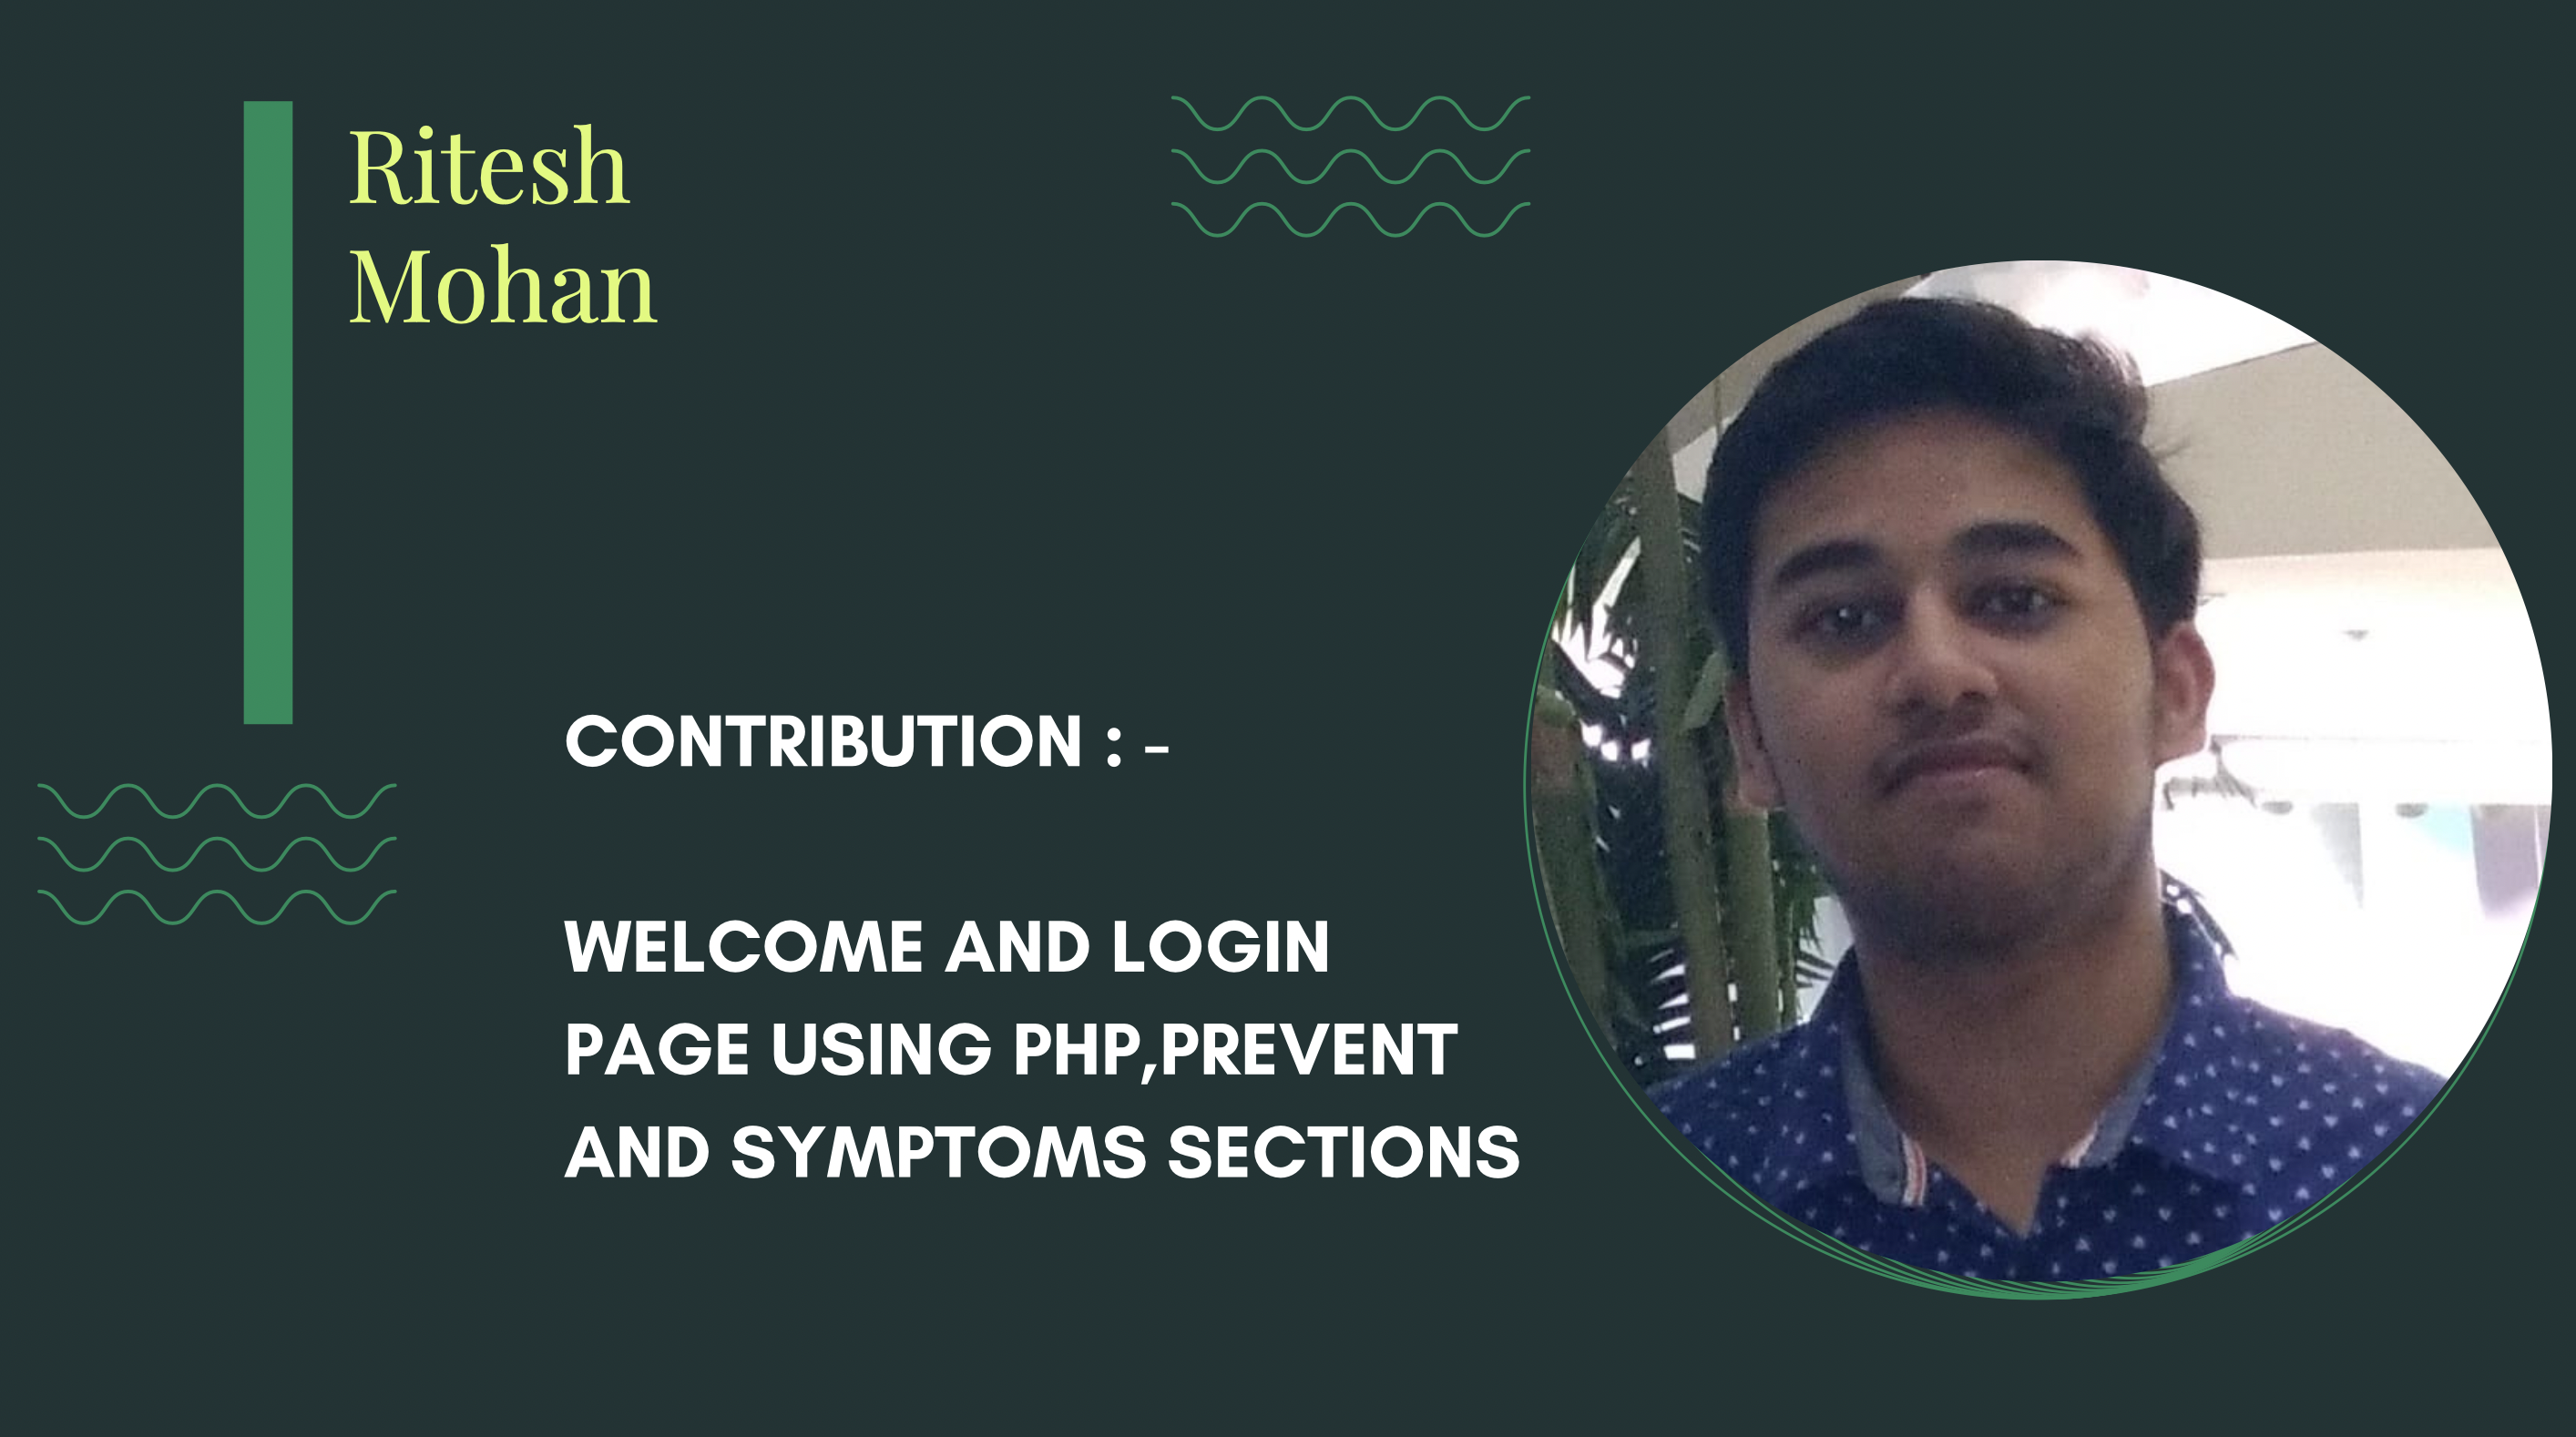 Ritesh
Mohan
CONTRIBUTION : -
WELCOME AND LOGIN
PAGE USING PHP,PREVENT
AND SYMPTOMS SECTIONS